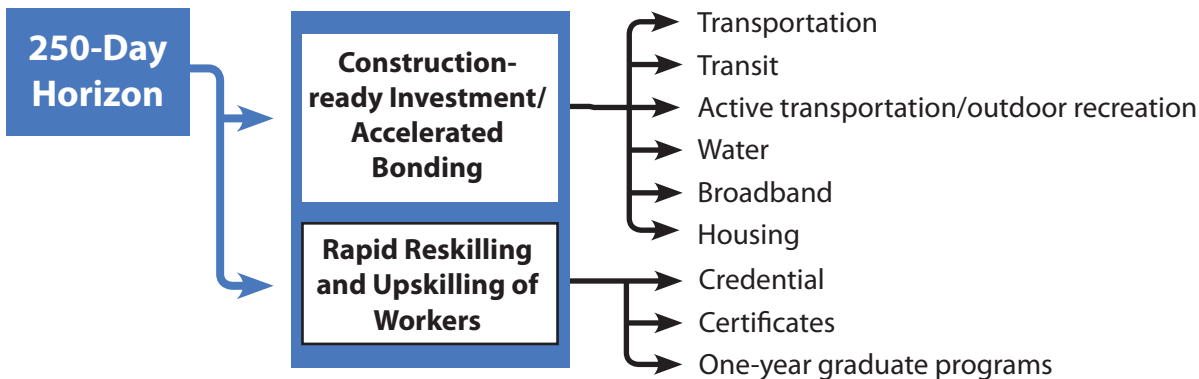 250-Day
Horizon
Construction-
ready Investment/
Accelerated
Bonding
Transportation
Transit
Active transportation/outdoor recreation
Water
Broadband
Housing
Rapid Reskilling
and Upskilling of
Workers
Credential
Certificates
One-year graduate programs